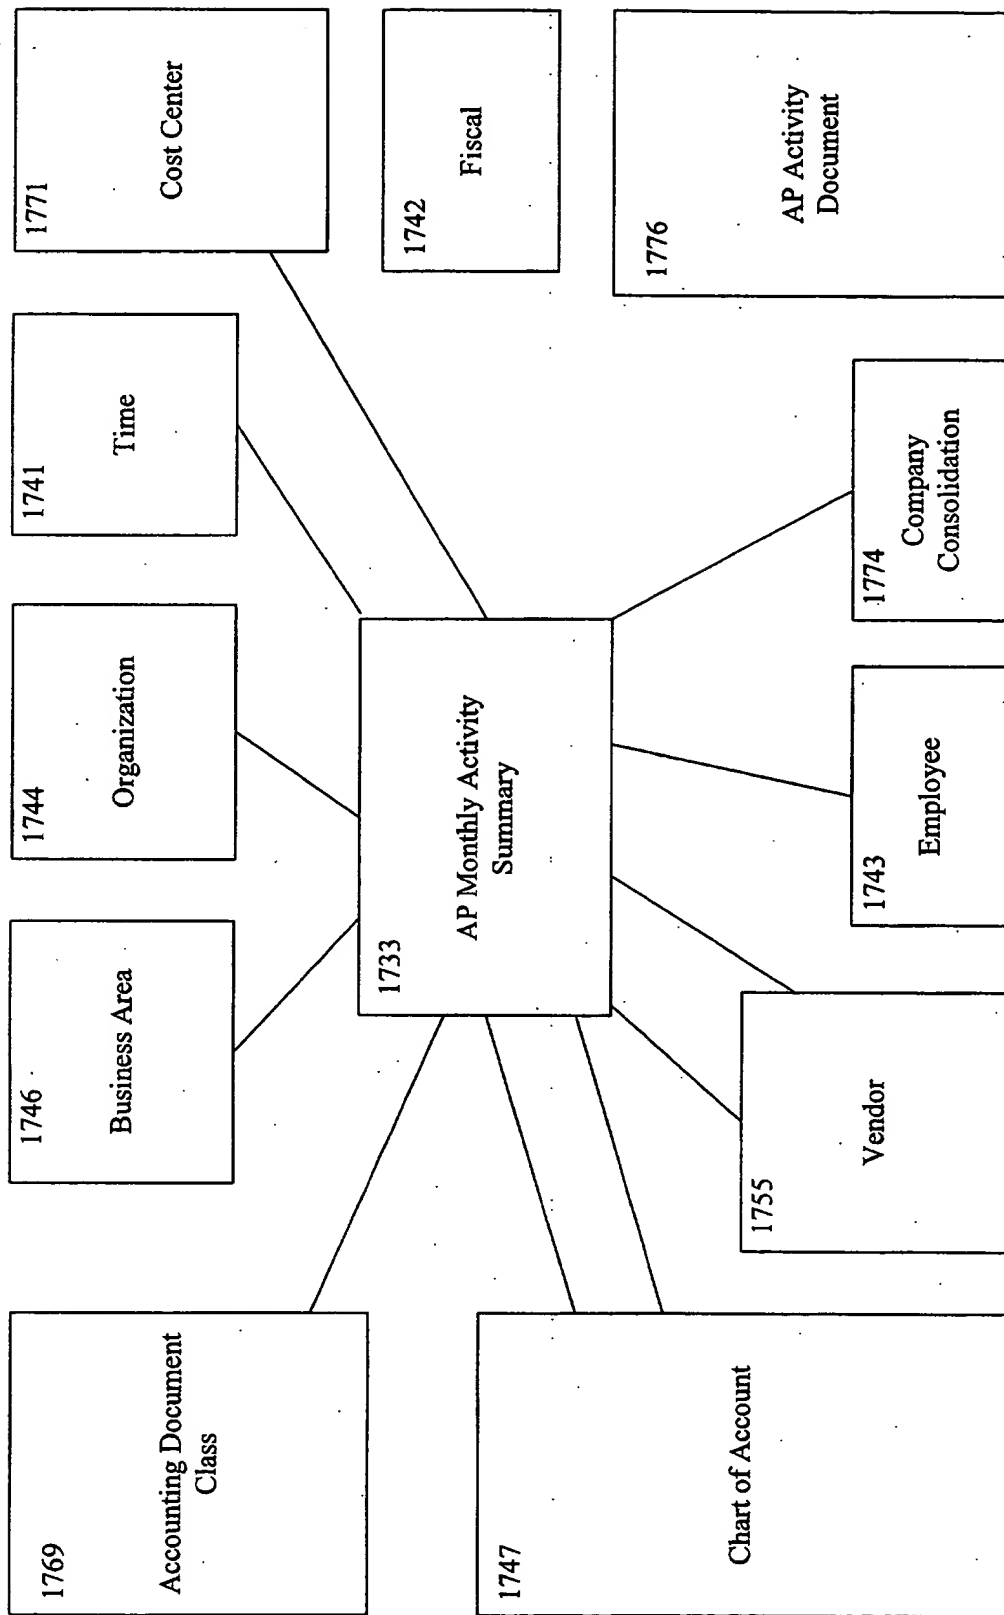 1769
Accounting Document
Class
1746
Business Area
1744
Organization
1741
Time
1771
Cost Center
1733
AP Monthly Activity
Summary
1742
Fiscal
1747
Chart of Account
1755
Vendor
1743
Employee
1774
Company
Consolidation
1776
AP Activity
Document